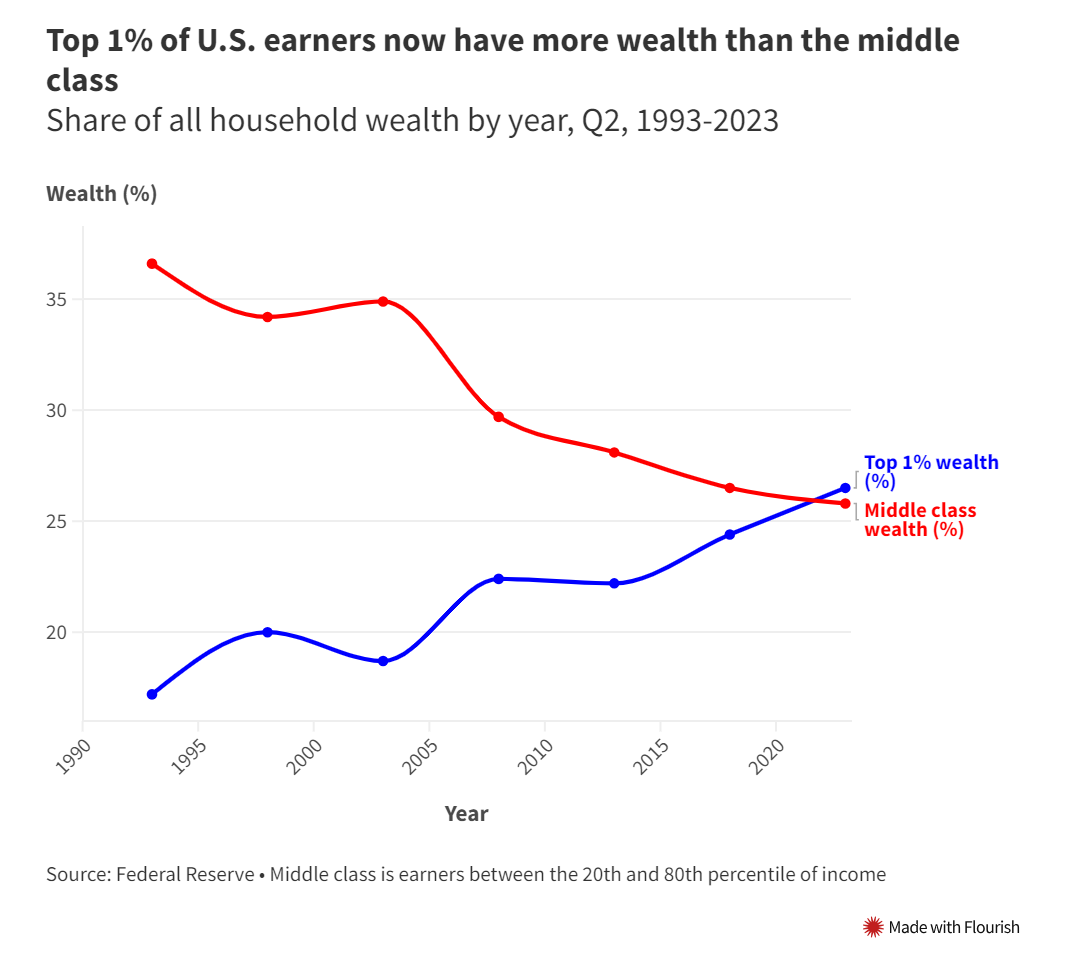 Top 1% of U.S. earners now have more wealth than the middle
class
Share of all household wealth by year, Q2, 1993-2023
Wealth (%)
35
30
25
20
Top 1% wealth
(%)
Middle class
wealth (%)
1990
1995
2000
2005
2010
2015
2020
Year
Source: Federal Reserve • Middle class is earners between the 20th and 80th percentile of income
Made with Flourish